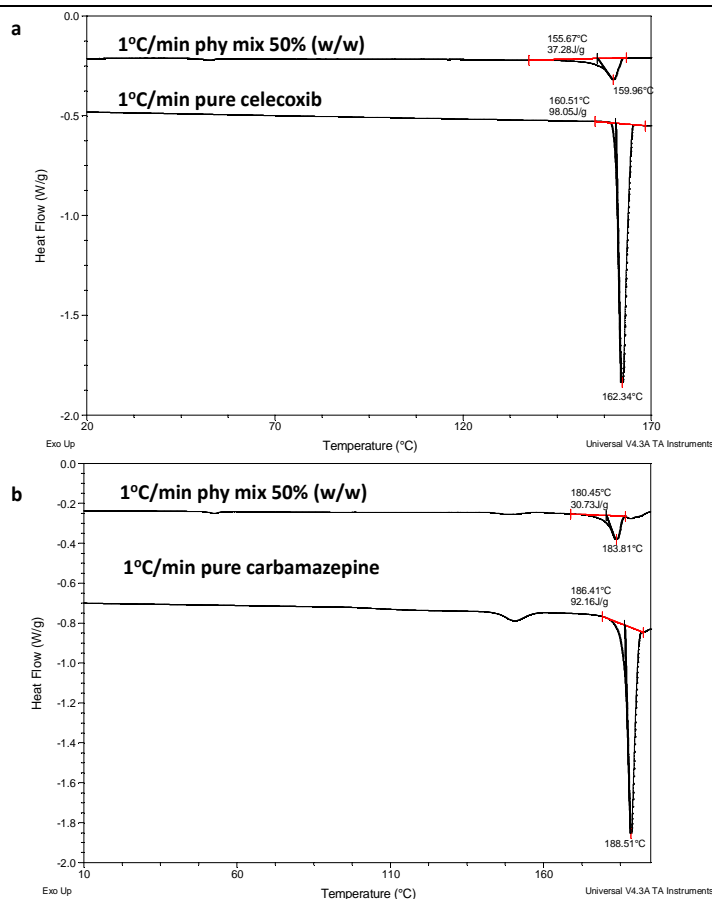 a
0.0
-0.5
-1.0
-1.5
-2.0
Heat Flow (W/g)
1°C/min phy mix 50% (w/w)
155.67°C
37.28J/g
159.96°C
1°C/min pure celecoxib
160.51°C
98.05J/g
162.34°C
20 70 120 170
Exo Up Temperature (°C) Universal V4.3A TA Instruments
b
0.0
-0.2
-0.4
-0.6
-0.8
-1.0
-1.2
-1.4
-1.6
-1.8
-2.0
Heat Flow (W/g)
1°C/min phy mix 50% (w/w)
180.45°C
30.73J/g
183.81°C
1°C/min pure carbamazepine
186.41°C
92.16J/g
188.51°C
10 60 110 160
Exo Up Temperature (°C) Universal V4.3A TA Instruments